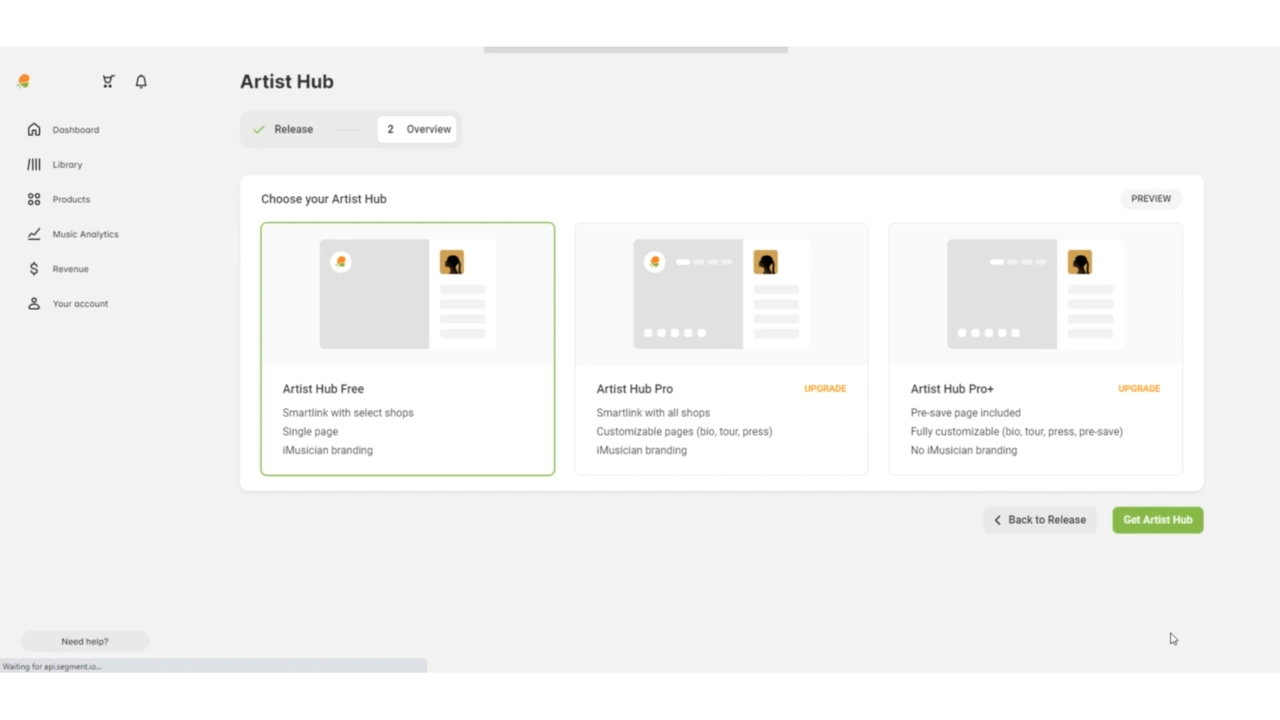 Artist Hub
Release
2 Overview
Dashboard
Library
Products
Music Analytics
Revenue
Your account
Choose your Artist Hub
PREVIEW
Artist Hub Free
Smartlink with select shops
Single page
iMusician branding
Artist Hub Pro UPGRADE
Smartlink with all shops
Customizable pages (bio, tour, press)
iMusician branding
Artist Hub Pro+ UPGRADE
Pre-save page included
Fully customizable (bio, tour, press, pre-save)
No iMusician branding
Back to Release
Get Artist Hub
Need help?
Waiting for api.segment.io...